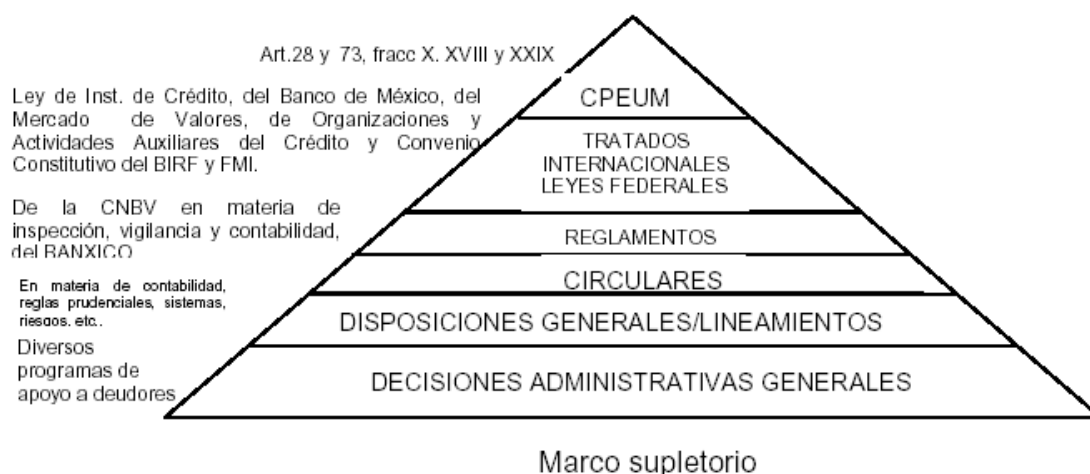 Art.28 y 73, fracc X. XVIII y XXIX
CPEUM
Ley de Inst. de Crédito, del Banco de México, del
Mercado de Valores, de Organizaciones y
Actividades Auxiliares del Crédito y Convenio
Constitutivo del BIRF y FMI.
TRATADOS
INTERNACIONALES
LEYES FEDERALES
De la CNBV en materia de
inspección, vigilancia y contabilidad,
del BANXICO
REGLAMENTOS
En materia de contabilidad,
reglas prudenciales, sistemas,
riesgos. etc..
CIRCULARES
DISPOSICIONES GENERALES/LINEAMIENTOS
Diversos
programas de
apoyo a deudores
DECISIONES ADMINISTRATIVAS GENERALES
Marco supletorio